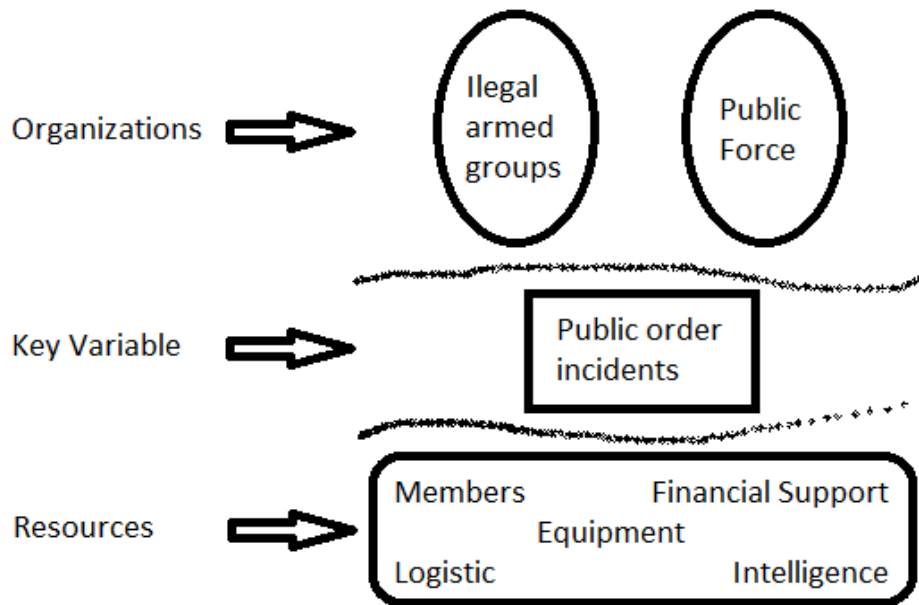 Organizations
Ilegal
armed
groups
Public
Force
Key Variable
Public order
incidents
Resources
Members Financial Support
Equipment
Logistic Intelligence